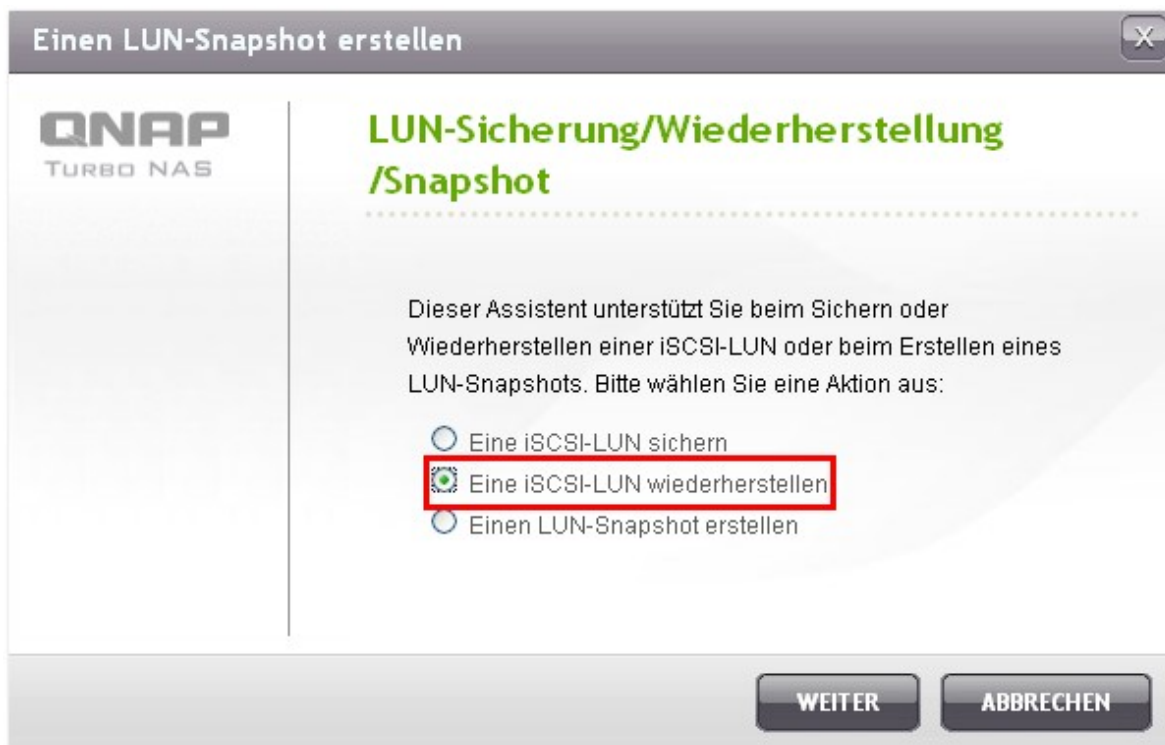 Einen LUN-Snapshot erstellen
X
QNAP
TURBO NAS
LUN-Sicherung/Wiederherstellung
/Snapshot
Dieser Assistent unterstützt Sie beim Sichern oder
Wiederherstellen einer iSCSI-LUN oder beim Erstellen eines
LUN-Snapshots. Bitte wählen Sie eine Aktion aus:
Eine iSCSI-LUN sichern
Eine iSCSI-LUN wiederherstellen
Einen LUN-Snapshot erstellen
WEITER
ABBRECHEN